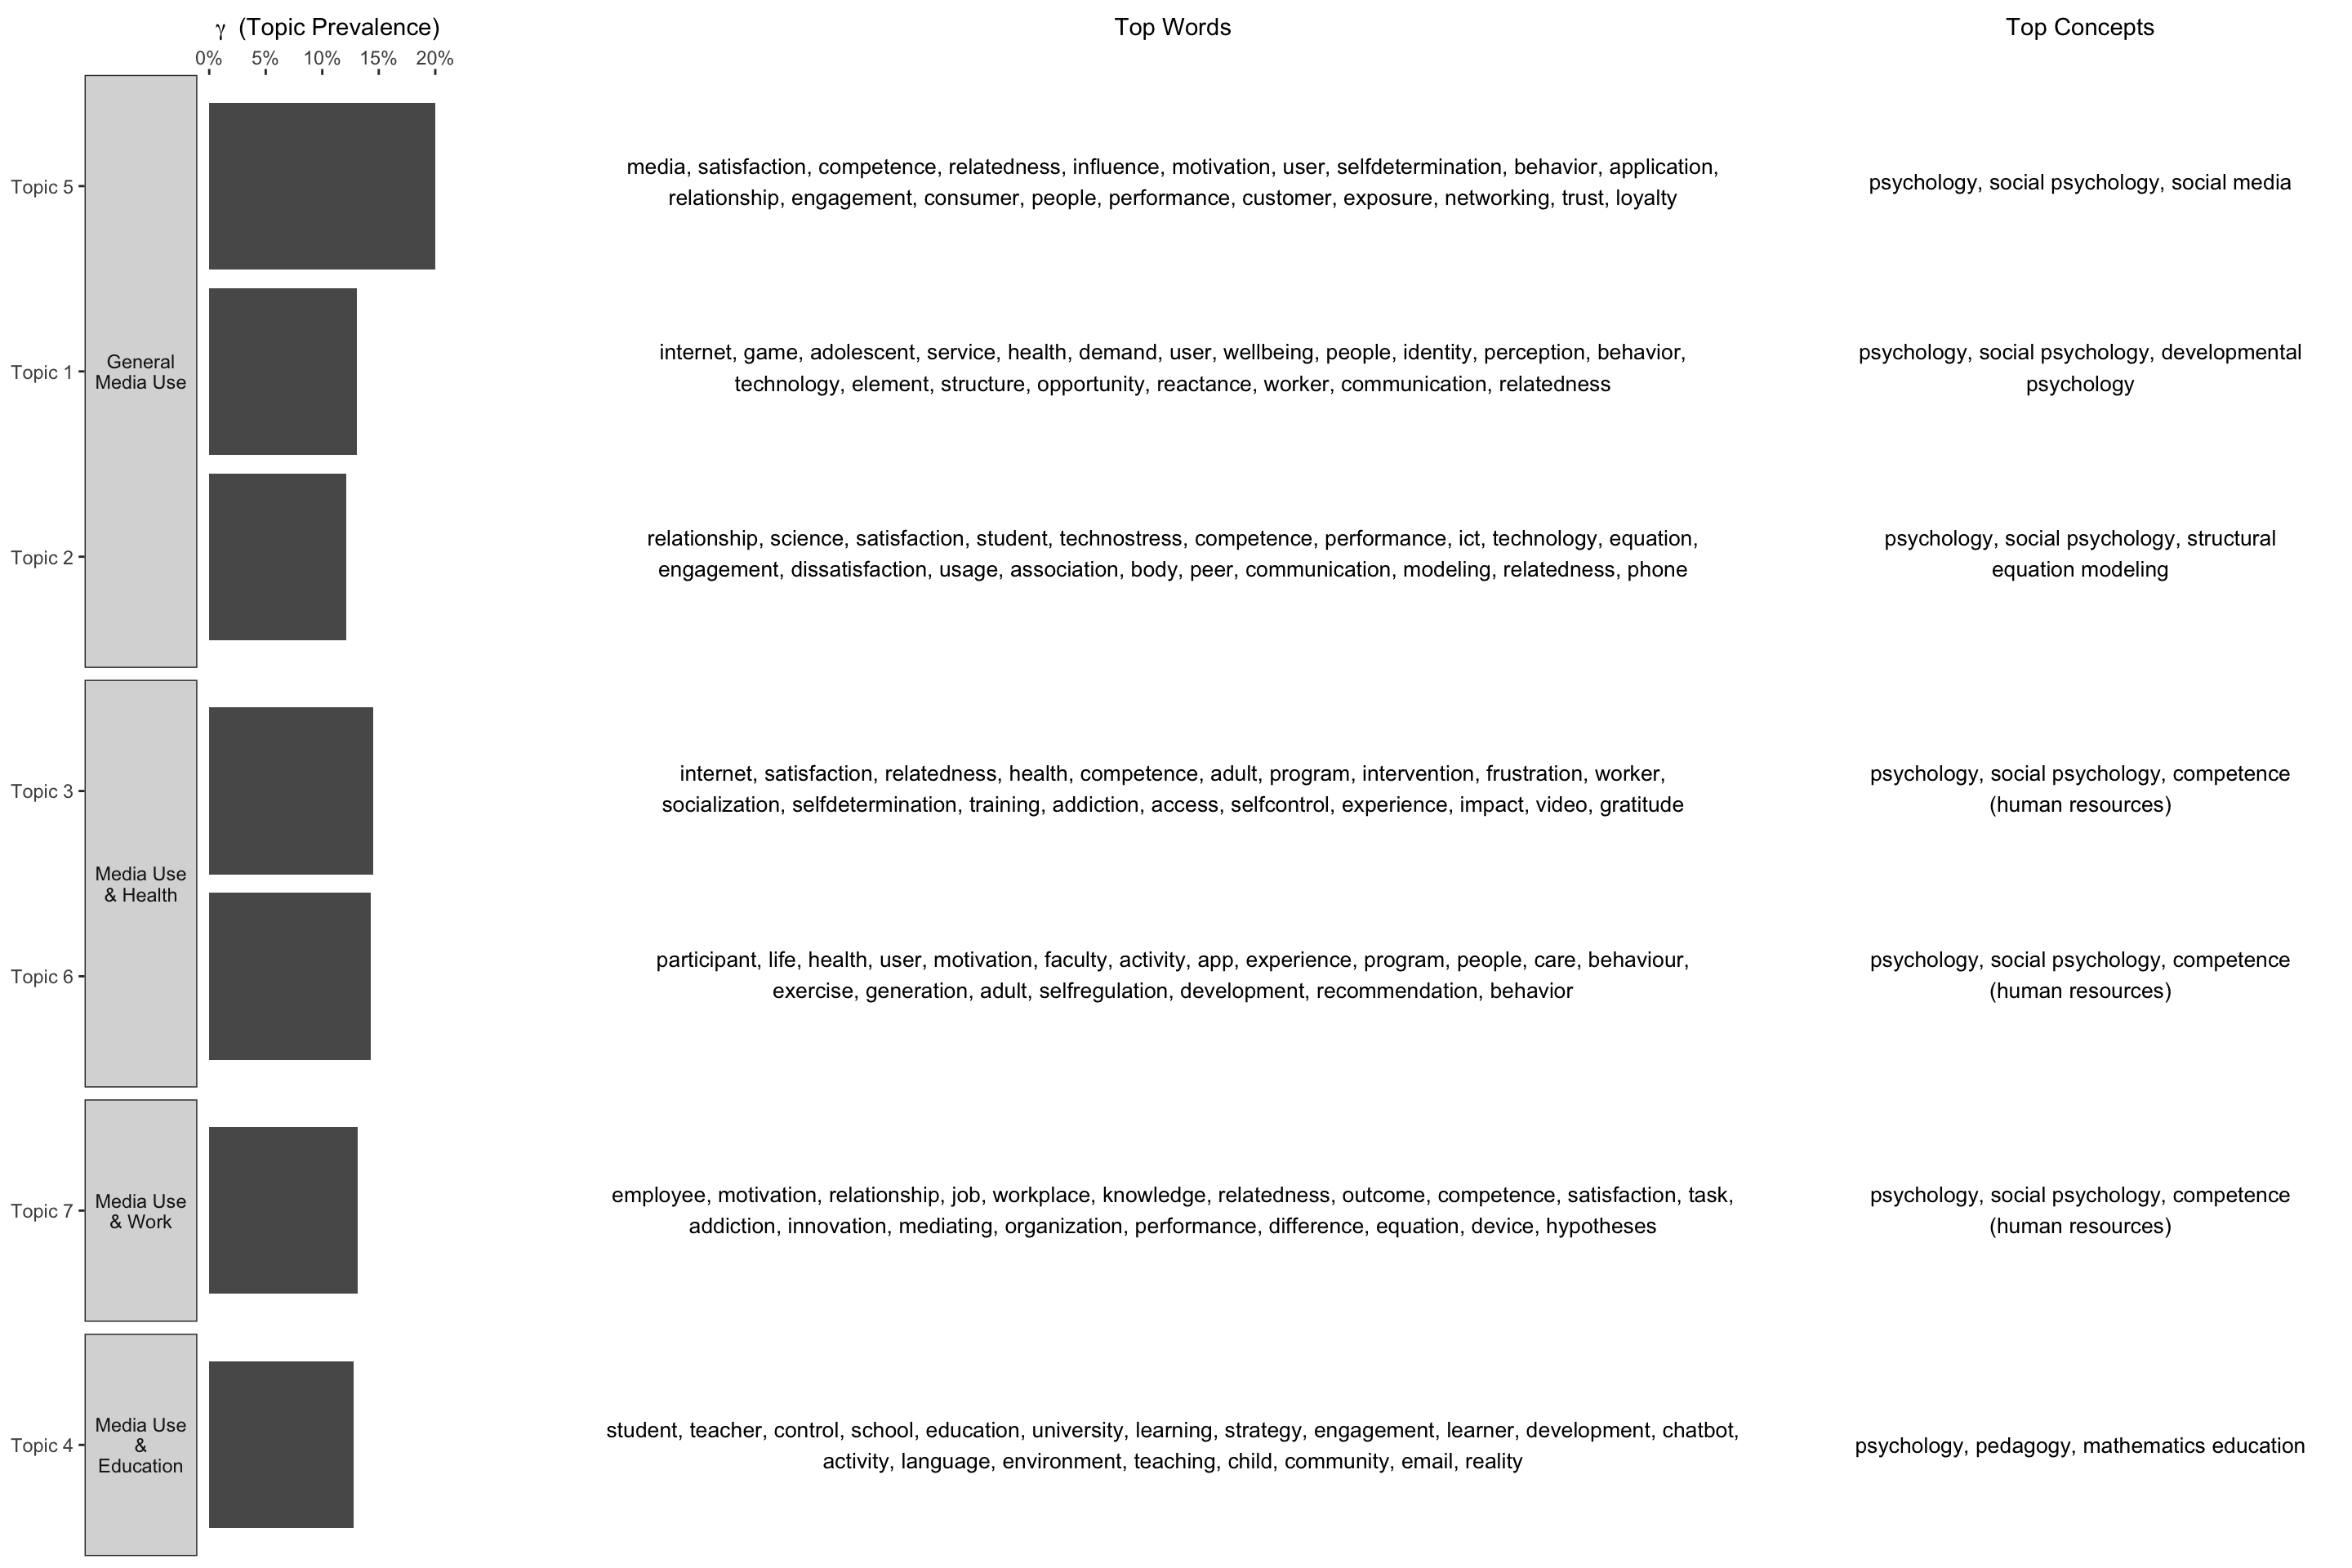 γ (Topic Prevalence)
Top Words
Top Concepts
0% 5% 10% 15% 20%
General
Media Use
Topic 5
media, satisfaction, competence, relatedness, influence, motivation, user, selfdetermination, behavior, application,
relationship, engagement, consumer, people, performance, customer, exposure, networking, trust, loyalty
psychology, social psychology, social media
Topic 1
internet, game, adolescent, service, health, demand, user, wellbeing, people, identity, perception, behavior,
technology, element, structure, opportunity, reactance, worker, communication, relatedness
psychology, social psychology, developmental
psychology
Topic 2
relationship, science, satisfaction, student, technostress, competence, performance, ict, technology, equation,
engagement, dissatisfaction, usage, association, body, peer, communication, modeling, relatedness, phone
psychology, social psychology, structural
equation modeling
Media Use
& Health
Topic 3
internet, satisfaction, relatedness, health, competence, adult, program, intervention, frustration, worker,
socialization, selfdetermination, training, addiction, access, selfcontrol, experience, impact, video, gratitude
psychology, social psychology, competence
(human resources)
Topic 6
participant, life, health, user, motivation, faculty, activity, app, experience, program, people, care, behaviour,
exercise, generation, adult, selfregulation, development, recommendation, behavior
psychology, social psychology, competence
(human resources)
Media Use
& Work
Topic 7
employee, motivation, relationship, job, workplace, knowledge, relatedness, outcome, competence, satisfaction, task,
addiction, innovation, mediating, organization, performance, difference, equation, device, hypotheses
psychology, social psychology, competence
(human resources)
Media Use
&
Education
Topic 4
student, teacher, control, school, education, university, learning, strategy, engagement, learner, development, chatbot,
activity, language, environment, teaching, child, community, email, reality
psychology, pedagogy, mathematics education